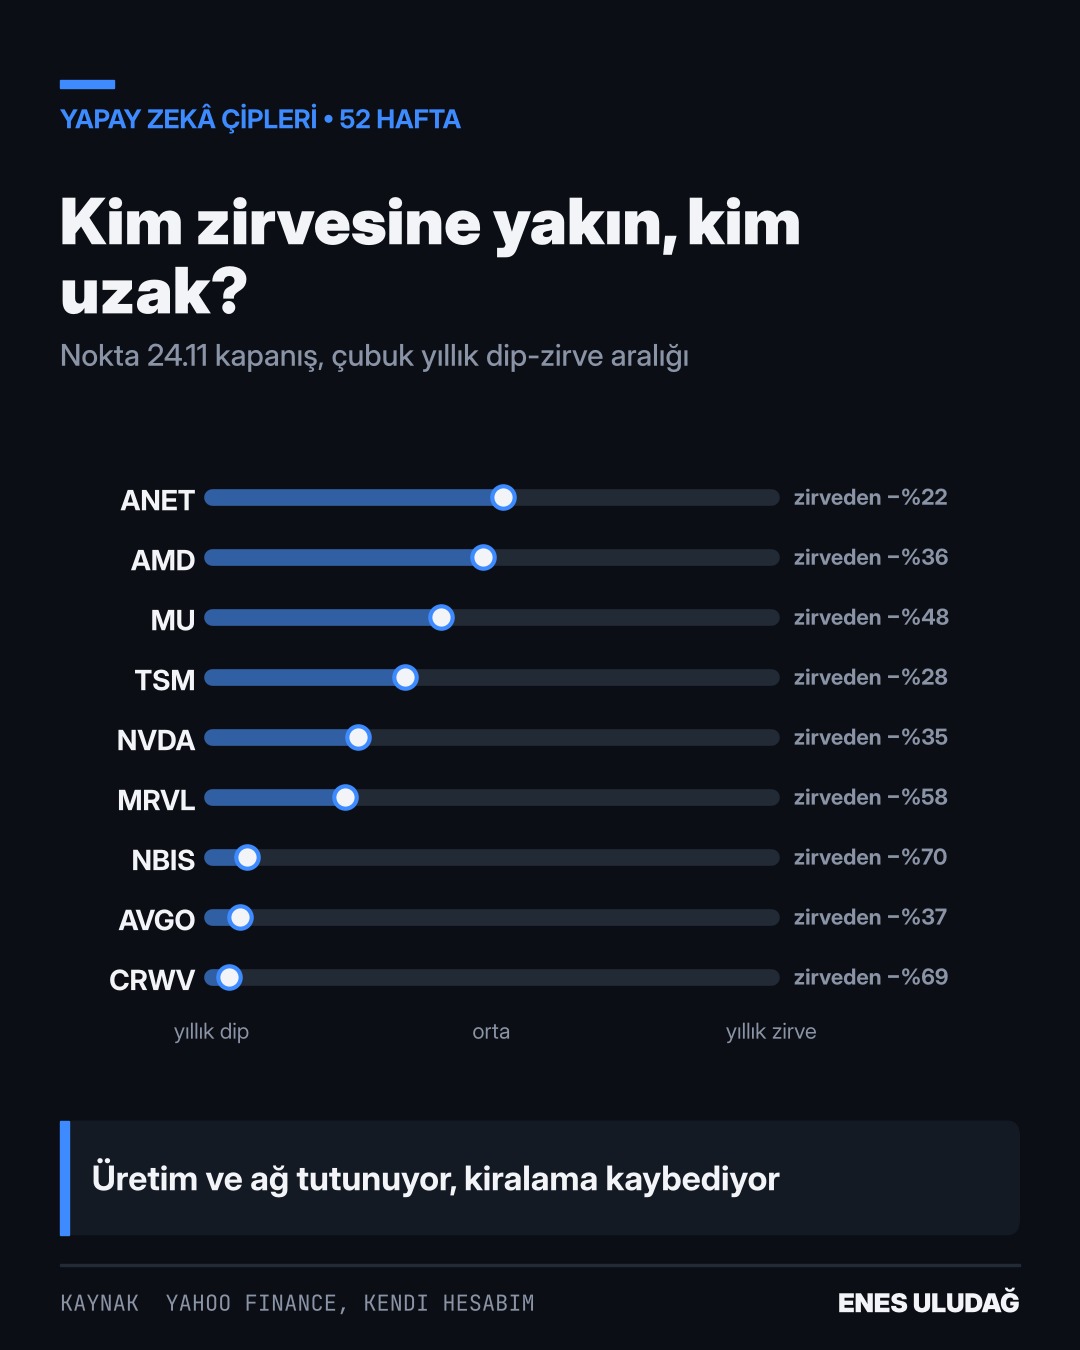 YAPAY ZEKÂ ÇİPLERİ • 52 HAFTA
Kim zirvesine yakın, kim
uzak?
Nokta 24.11 kapanış, çubuk yıllık dip-zirve aralığı
ANET zirveden −%22
AMD zirveden −%36
MU zirveden −%48
TSM zirveden −%28
NVDA zirveden −%35
MRVL zirveden −%58
NBIS zirveden −%70
AVGO zirveden −%37
CRWV zirveden −%69
yıllık dip orta yıllık zirve
Üretim ve ağ tutunuyor, kiralama kaybediyor
KAYNAK YAHOO FINANCE, KENDI HESABIM
ENES ULUDAĞ